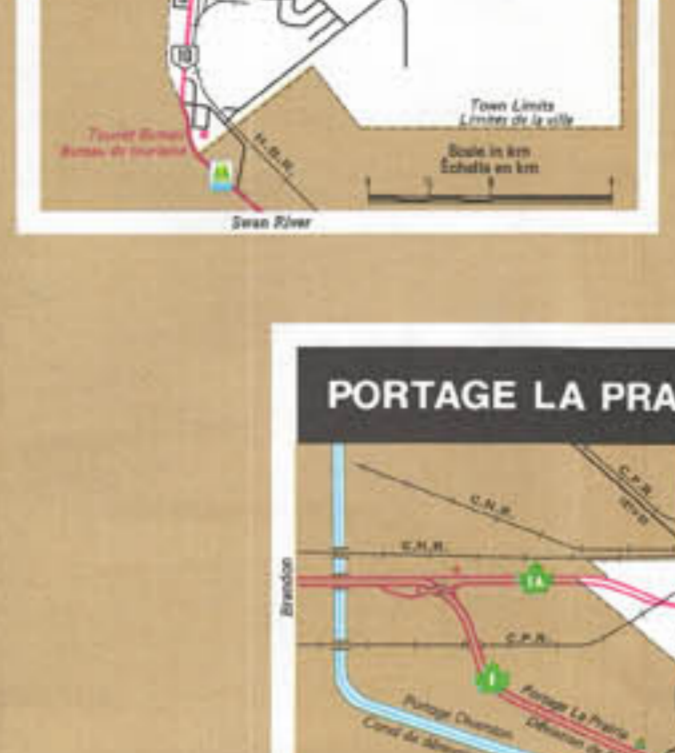 10
Town Limits
Limites de la ville
Tourist Bureau
Bureau de tourisme
H.B.R.
Scale in km
Échelle en km
Swan River
PORTAGE LA PRA
C.P.R.
C.N.R.
C.N.R.
Brandon
1A
C.P.R.
1
Portage La Prairie
Portage Diversion